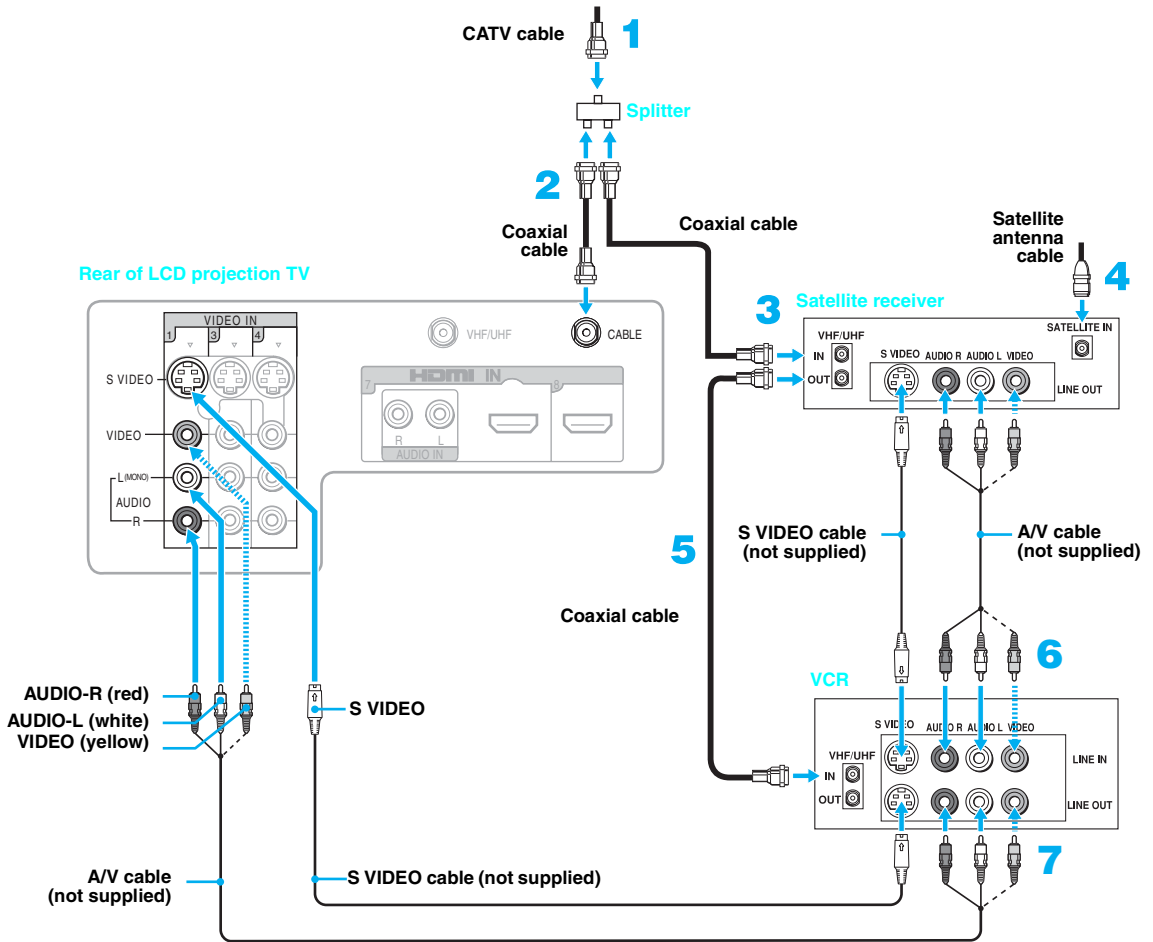 CATV cable
1
Splitter
2
Coaxial
cable
Coaxial cable
Satellite
antenna
cable
4
Rear of LCD projection TV
3
Satellite receiver
VIDEO IN
1
3
4
S VIDEO
VIDEO
L(MONO)
AUDIO
R
VHF/UHF
CABLE
7
HDMI IN
8
R
L
AUDIO IN
VHF/UHF
IN
OUT
S VIDEO
AUDIO R
AUDIO L
VIDEO
SATELLITE IN
LINE OUT
5
S VIDEO cable
(not supplied)
A/V cable
(not supplied)
Coaxial cable
6
VCR
AUDIO-R (red)
AUDIO-L (white)
VIDEO (yellow)
S VIDEO
S VIDEO
AUDIO R
AUDIO L
VIDEO
VHF/UHF
IN
OUT
LINE IN
LINE OUT
7
A/V cable
(not supplied)
S VIDEO cable (not supplied)